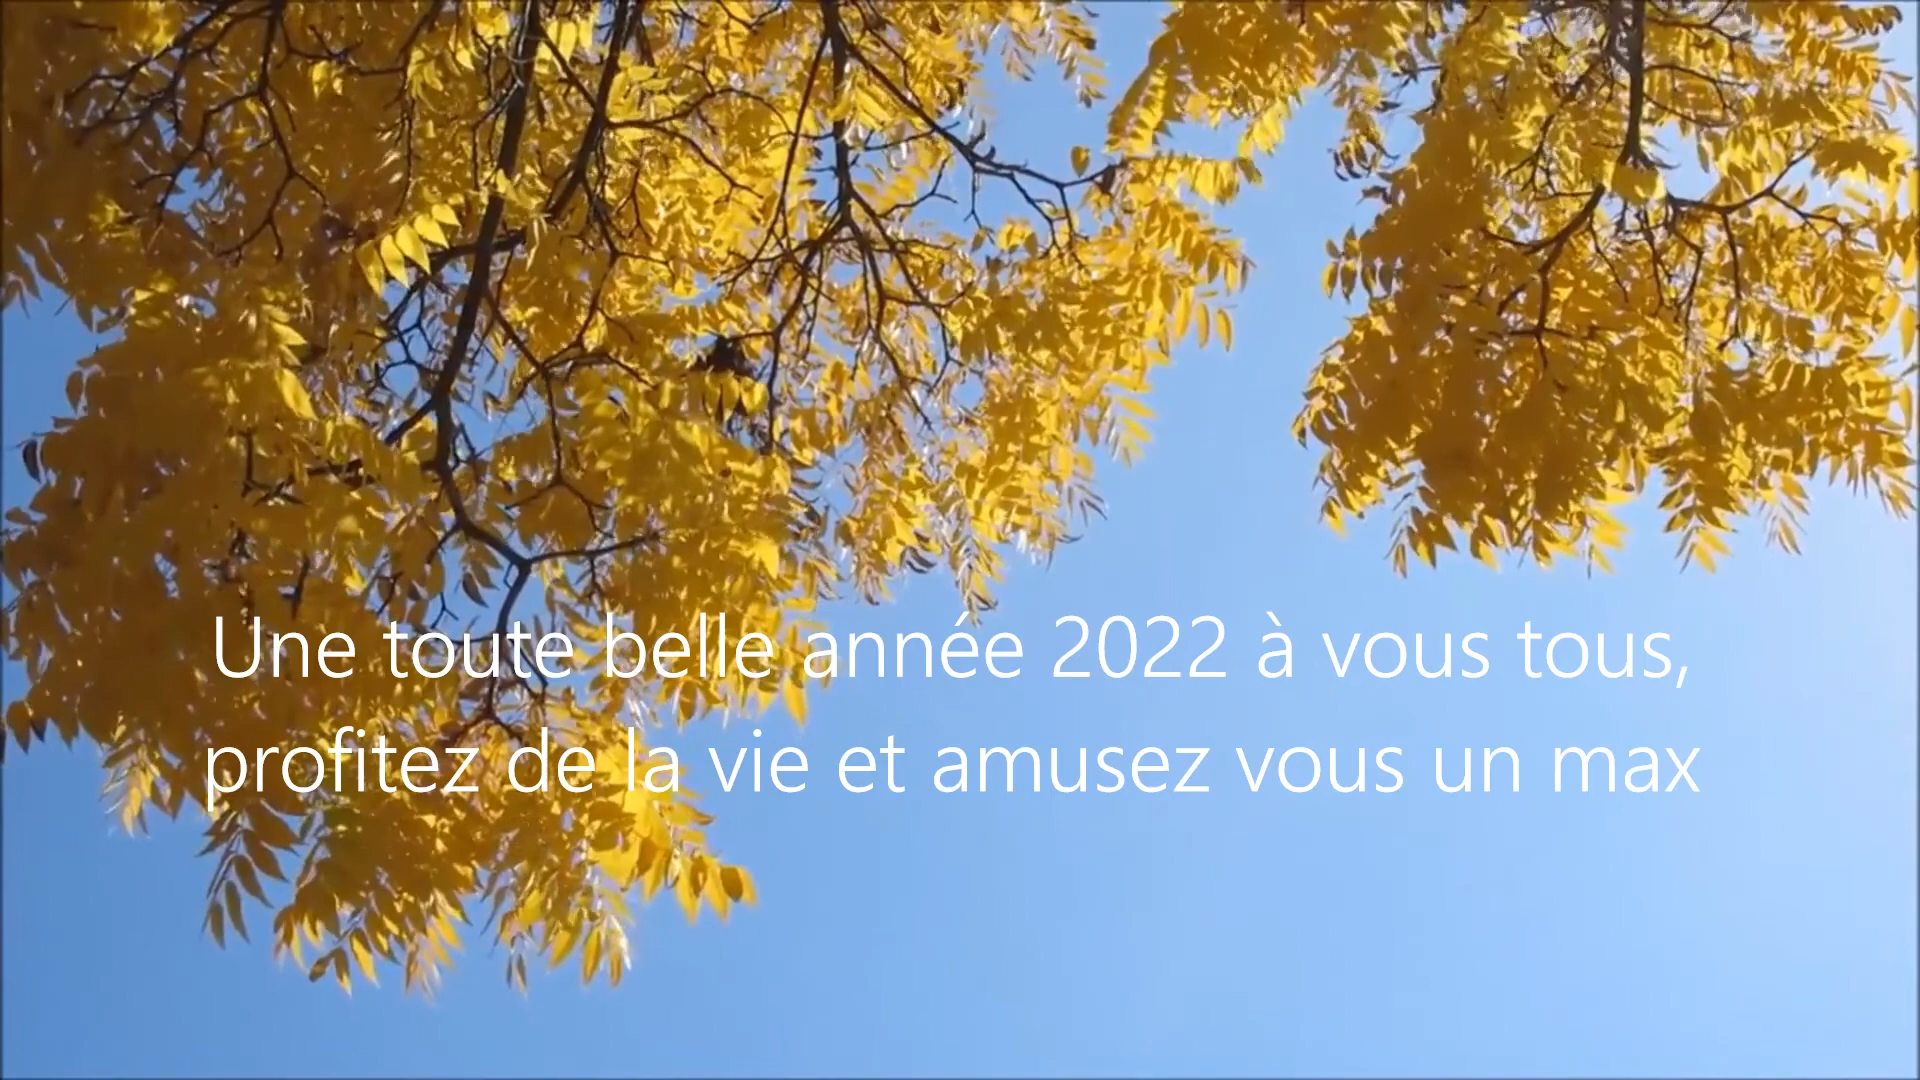 Une toute belle année 2022 à vous tous,
profitez de la vie et amusez vous un max